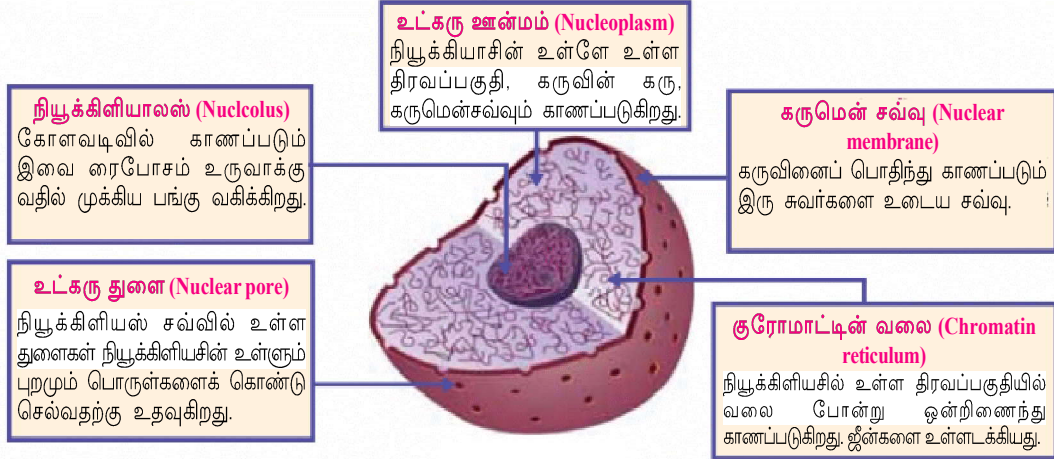 உட்கரு ஊன்மம் (Nucleoplasm)
நியூக்கியாசின் உள்ளே உள்ள
திரவப்பகுதி, கருவின் கரு,
கருமென்சவ்வும் காணப்படுகிறது.
நியூக்கிளியாலஸ் (Nuclcolus)
கோளவடிவில் காணப்படும்
இவை ரைபோசம் உருவாக்கு
வதில் முக்கிய பங்கு வகிக்கிறது.
கருமென் சவ்வு (Nuclear
membrane)
கருவினைப் பொதிந்து காணப்படும்
இரு சுவர்களை உடைய சவ்வு.
உட்கரு துளை (Nuclear pore)
நியூக்கிளியஸ் சவ்வில் உள்ள
துளைகள் நியூக்கிளியசின் உள்ளும்
புறமும் பொருள்களைக் கொண்டு
செல்வதற்கு உதவுகிறது.
குரோமாட்டின் வலை (Chromatin
reticulum)
நியூக்கிளியசில் உள்ள திரவப்பகுதியில்
வலை போன்று ஒன்றிணைந்து
காணப்படுகிறது. ஜீன்களை உள்ளடக்கியது.